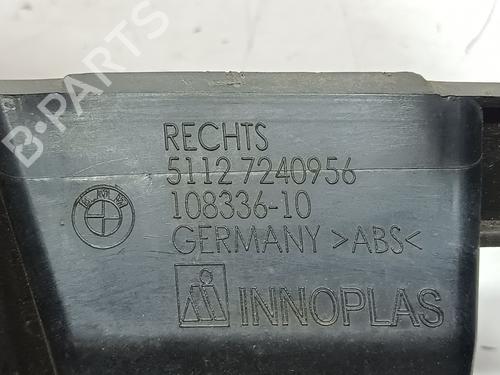 B-PARTS
RECHTS
5112 7240956
108336-10
GERMANY >ABS<
INNOPLAS